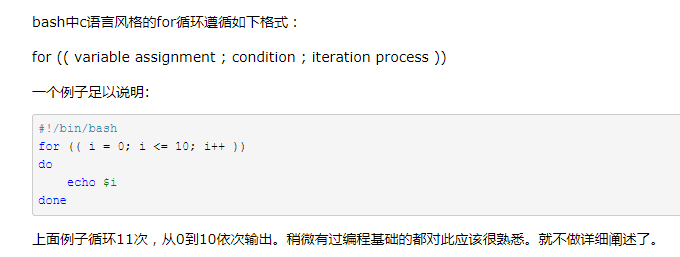 bash中c语言风格的for循环遵循如下格式：
for (( variable assignment ; condition ; iteration process ))
一个例子足以说明:
#!/bin/bash
for (( i = 0; i <= 10; i++ ))
do
    echo $i
done
上面例子循环11次，从0到10依次输出。稍微有过编程基础的都对此应该很熟悉。就不做详细阐述了。